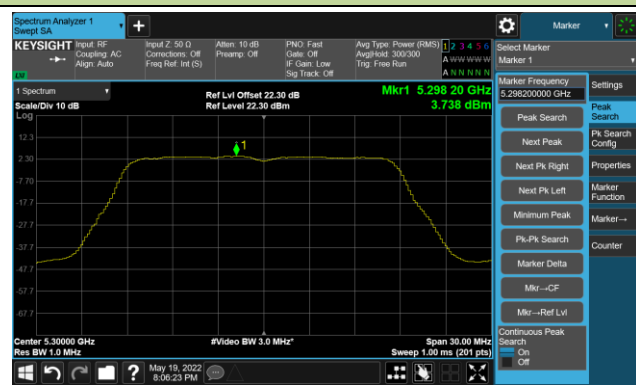 Spectrum Analyzer 1
Swept SA
Marker
KEYSIGHT
Input: RF
Coupling: AC
Align: Auto
Input Z: 50 Ω
Corrections: Off
Freq Ref: Int (S)
Atten: 10 dB
Preamp: Off
PNO: Fast
Gate: Off
IF Gain: Low
Sig Track: Off
Avg Type: Power (RMS)
Avg|Hold: 300/300
Trig: Free Run
1 2 3 4 5 6
A W W W W W
A N N N N N
LW
Select Marker
Marker 1
1 Spectrum
Scale/Div 10 dB
Log
Ref Lvl Offset 22.30 dB
Ref Level 22.30 dBm
Mkr1 5.298 20 GHz
3.738 dBm
1
12.3
2.30
-7.70
-17.7
-27.7
-37.7
-47.7
-57.7
-67.7
Center 5.30000 GHz
Res BW 1.0 MHz
#Video BW 3.0 MHz*
Span 30.00 MHz
Sweep 1.00 ms (201 pts)
Marker Frequency
5.298200000 GHz
Peak Search
Next Peak
Next Pk Right
Next Pk Left
Minimum Peak
Pk-Pk Search
Marker Delta
Mkr→CF
Mkr→Ref Lvl
Continuous Peak
Search
On
Off
Settings
Peak
Search
Pk Search
Config
Properties
Marker
Function
Marker→
Counter
?
May 19, 2022
8:06:23 PM